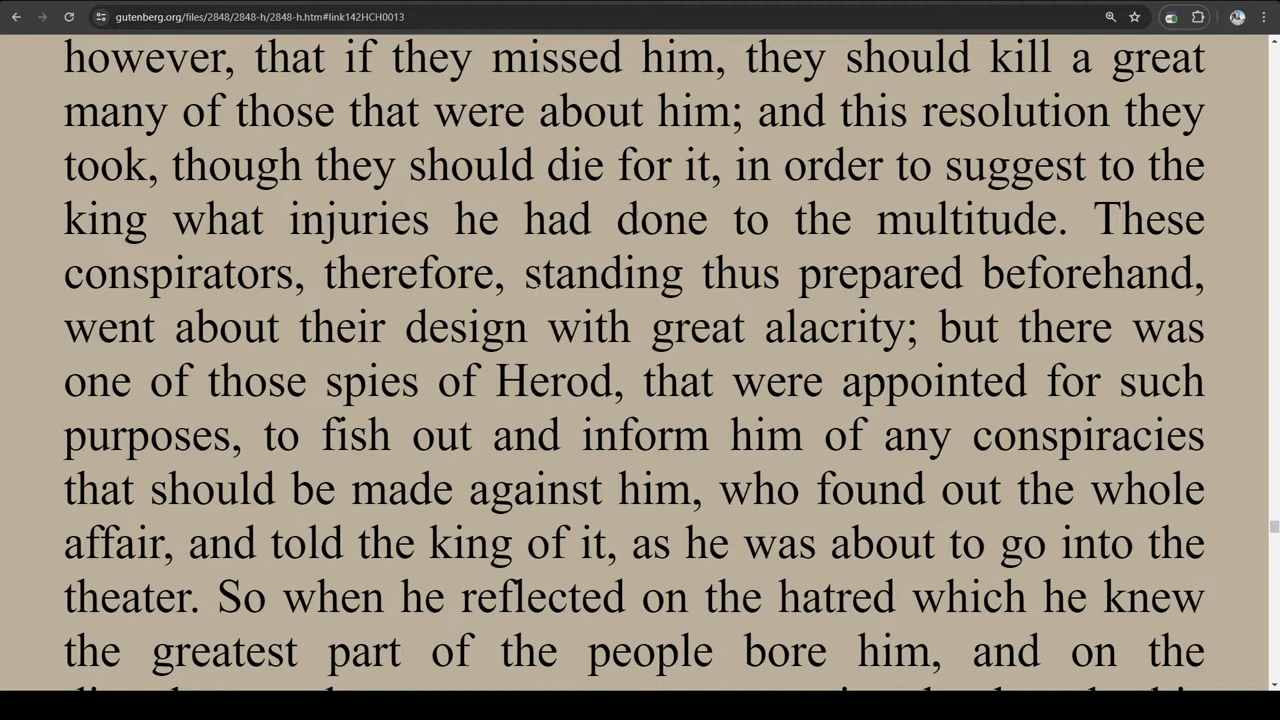 gutenberg.org/files/2848/2848-h/2848-h.htm#link142HCH0013
however, that if they missed him, they should kill a great
many of those that were about him; and this resolution they
took, though they should die for it, in order to suggest to the
king what injuries he had done to the multitude. These
conspirators, therefore, standing thus prepared beforehand,
went about their design with great alacrity; but there was
one of those spies of Herod, that were appointed for such
purposes, to fish out and inform him of any conspiracies
that should be made against him, who found out the whole
affair, and told the king of it, as he was about to go into the
theater. So when he reflected on the hatred which he knew
the greatest part of the people bore him, and on the